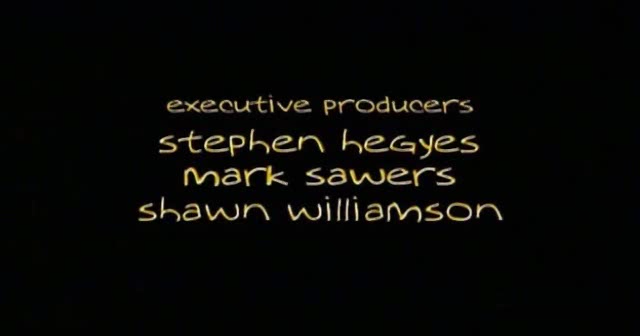 executive producers
stephen hegyes
mark sawers
shawn williamson